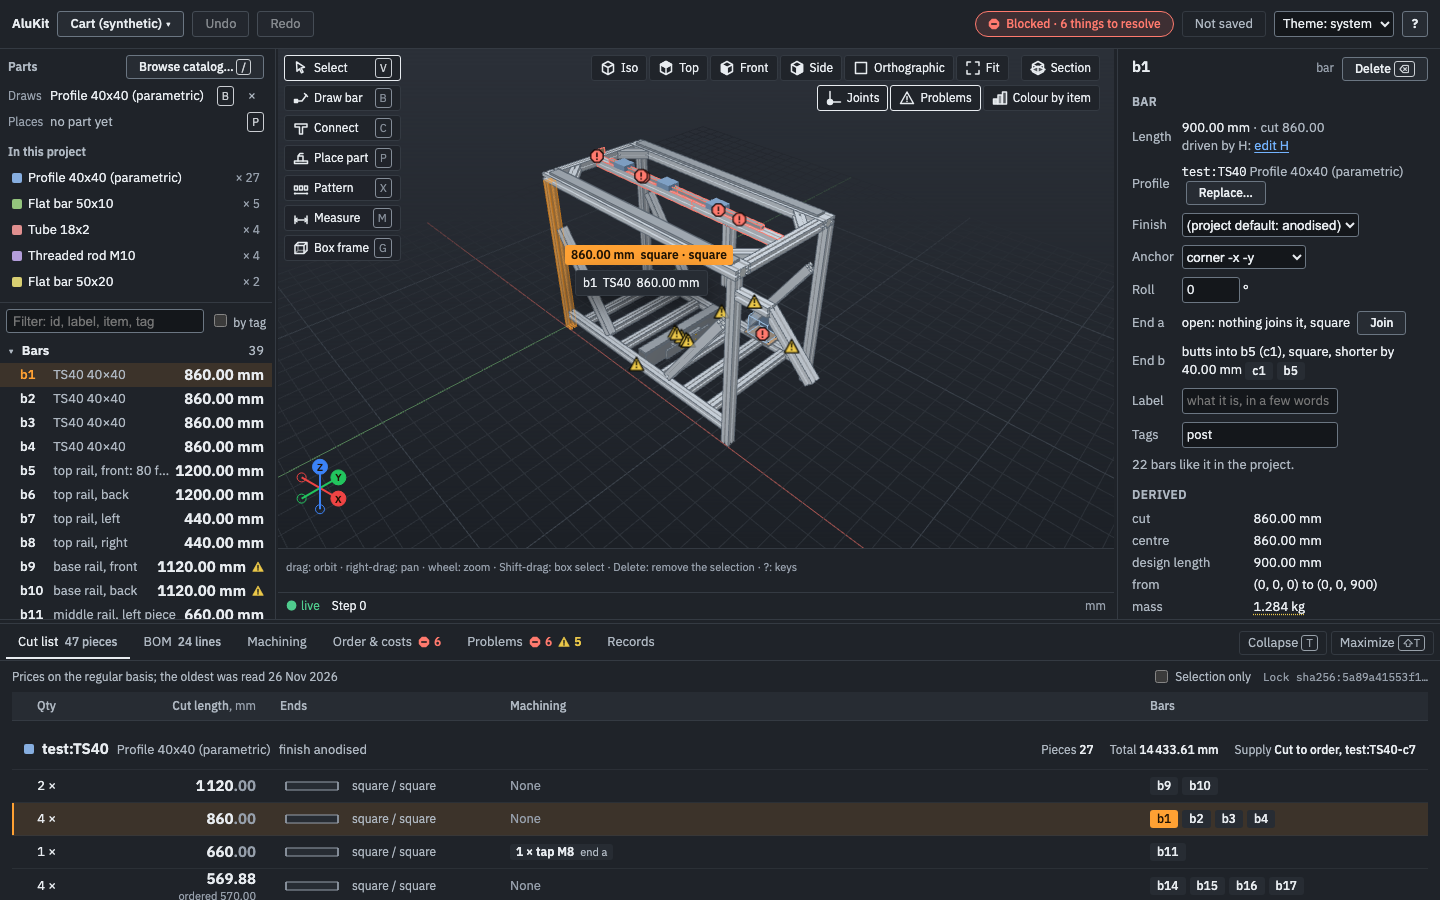 AluKit
Cart (synthetic) ▾
Undo
Redo
Blocked · 6 things to resolve
Not saved
Theme: system
?
Parts
Browse catalog... /
Draws Profile 40x40 (parametric) B ×
Places no part yet P
In this project
Profile 40x40 (parametric) × 27
Flat bar 50x10 × 5
Tube 18x2 × 4
Threaded rod M10 × 4
Flat bar 50x20 × 2
Filter: id, label, item, tag
by tag
Bars 39
b1 TS40 40×40 860.00 mm
b2 TS40 40×40 860.00 mm
b3 TS40 40×40 860.00 mm
b4 TS40 40×40 860.00 mm
b5 top rail, front: 80 f... 1200.00 mm
b6 top rail, back 1200.00 mm
b7 top rail, left 440.00 mm
b8 top rail, right 440.00 mm
b9 base rail, front 1120.00 mm
b10 base rail, back 1120.00 mm
b11 middle rail, left piece 660.00 mm
Select V
Draw bar B
Connect C
Place part P
Pattern X
Measure M
Box frame G
Iso
Top
Front
Side
Orthographic
Fit
Section
Joints
Problems
Colour by item
860.00 mm square · square
b1 TS40 860.00 mm
Z
Y
X
drag: orbit · right-drag: pan · wheel: zoom · Shift-drag: box select · Delete: remove the selection · ?: keys
live Step 0 mm
b1 bar Delete
BAR
Length 900.00 mm · cut 860.00
driven by H: edit H
Profile test:TS40 Profile 40x40 (parametric)
Replace...
Finish (project default: anodised)
Anchor corner -x -y
Roll 0 °
End a open: nothing joins it, square Join
End b butts into b5 (c1), square, shorter by
40.00 mm c1 b5
Label what it is, in a few words
Tags post
22 bars like it in the project.
DERIVED
cut 860.00 mm
centre 860.00 mm
design length 900.00 mm
from (0, 0, 0) to (0, 0, 900)
mass 1.284 kg
Cut list 47 pieces
BOM 24 lines
Machining
Order & costs 6
Problems 6 5
Records
Collapse T
Maximize ⇧T
Prices on the regular basis; the oldest was read 26 Nov 2026
Selection only
Lock sha256:5a89a41553f1…
Qty Cut length, mm Ends Machining Bars
test:TS40 Profile 40x40 (parametric) finish anodised Pieces 27 Total 14 433.61 mm Supply Cut to order, test:TS40-c7
2 × 1 120.00 square / square None b9 b10
4 × 860.00 square / square None b1 b2 b3 b4
1 × 660.00 square / square 1 × tap M8 end a b11
4 × 569.88 square / square None b14 b15 b16 b17
ordered 570.00